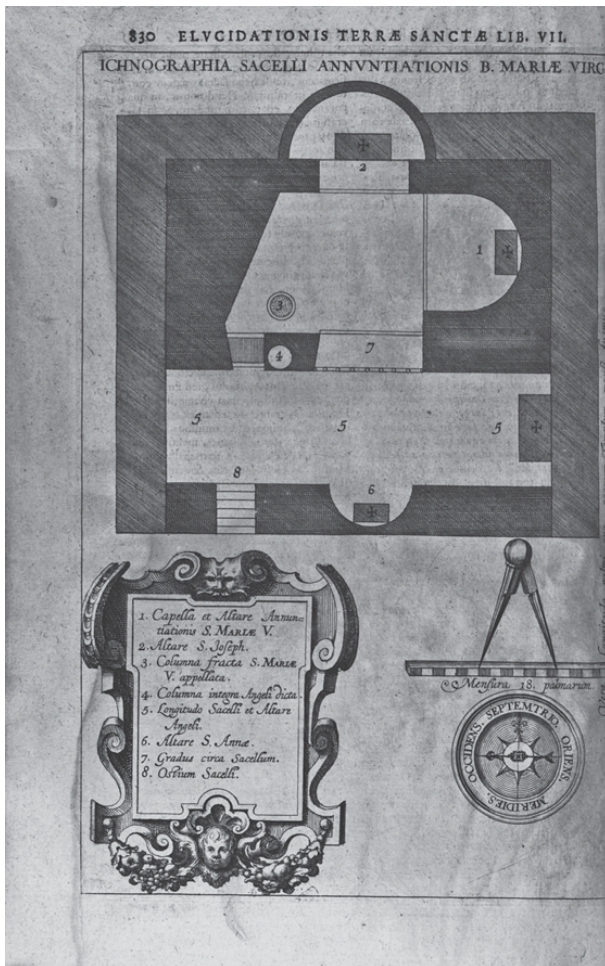 830 ELVCIDATIONIS TERRÆ SANCTÆ LIB. VII.
ICHNOGRAPHIA SACELLI ANNVNTIATIONIS B. MARIÆ VIRG
2
1
3
4
7
5 5 5
8
6
1. Capella et Altare Annun=
tiationis S. MARIÆ V.
2. Altare S. Joseph.
3. Columna fracta S. MARIÆ
V. appellata.
4. Columna integra Angeli dicta.
5. Longitudo Sacelli et Altare
Angeli.
6. Altare S. Annæ.
7. Gradus circa Sacellum.
8. Ostium Sacelli.
Mensura 18. palmarum.
SEPTEMTRIO. ORIENS. MERIDIES. OCCIDENS.